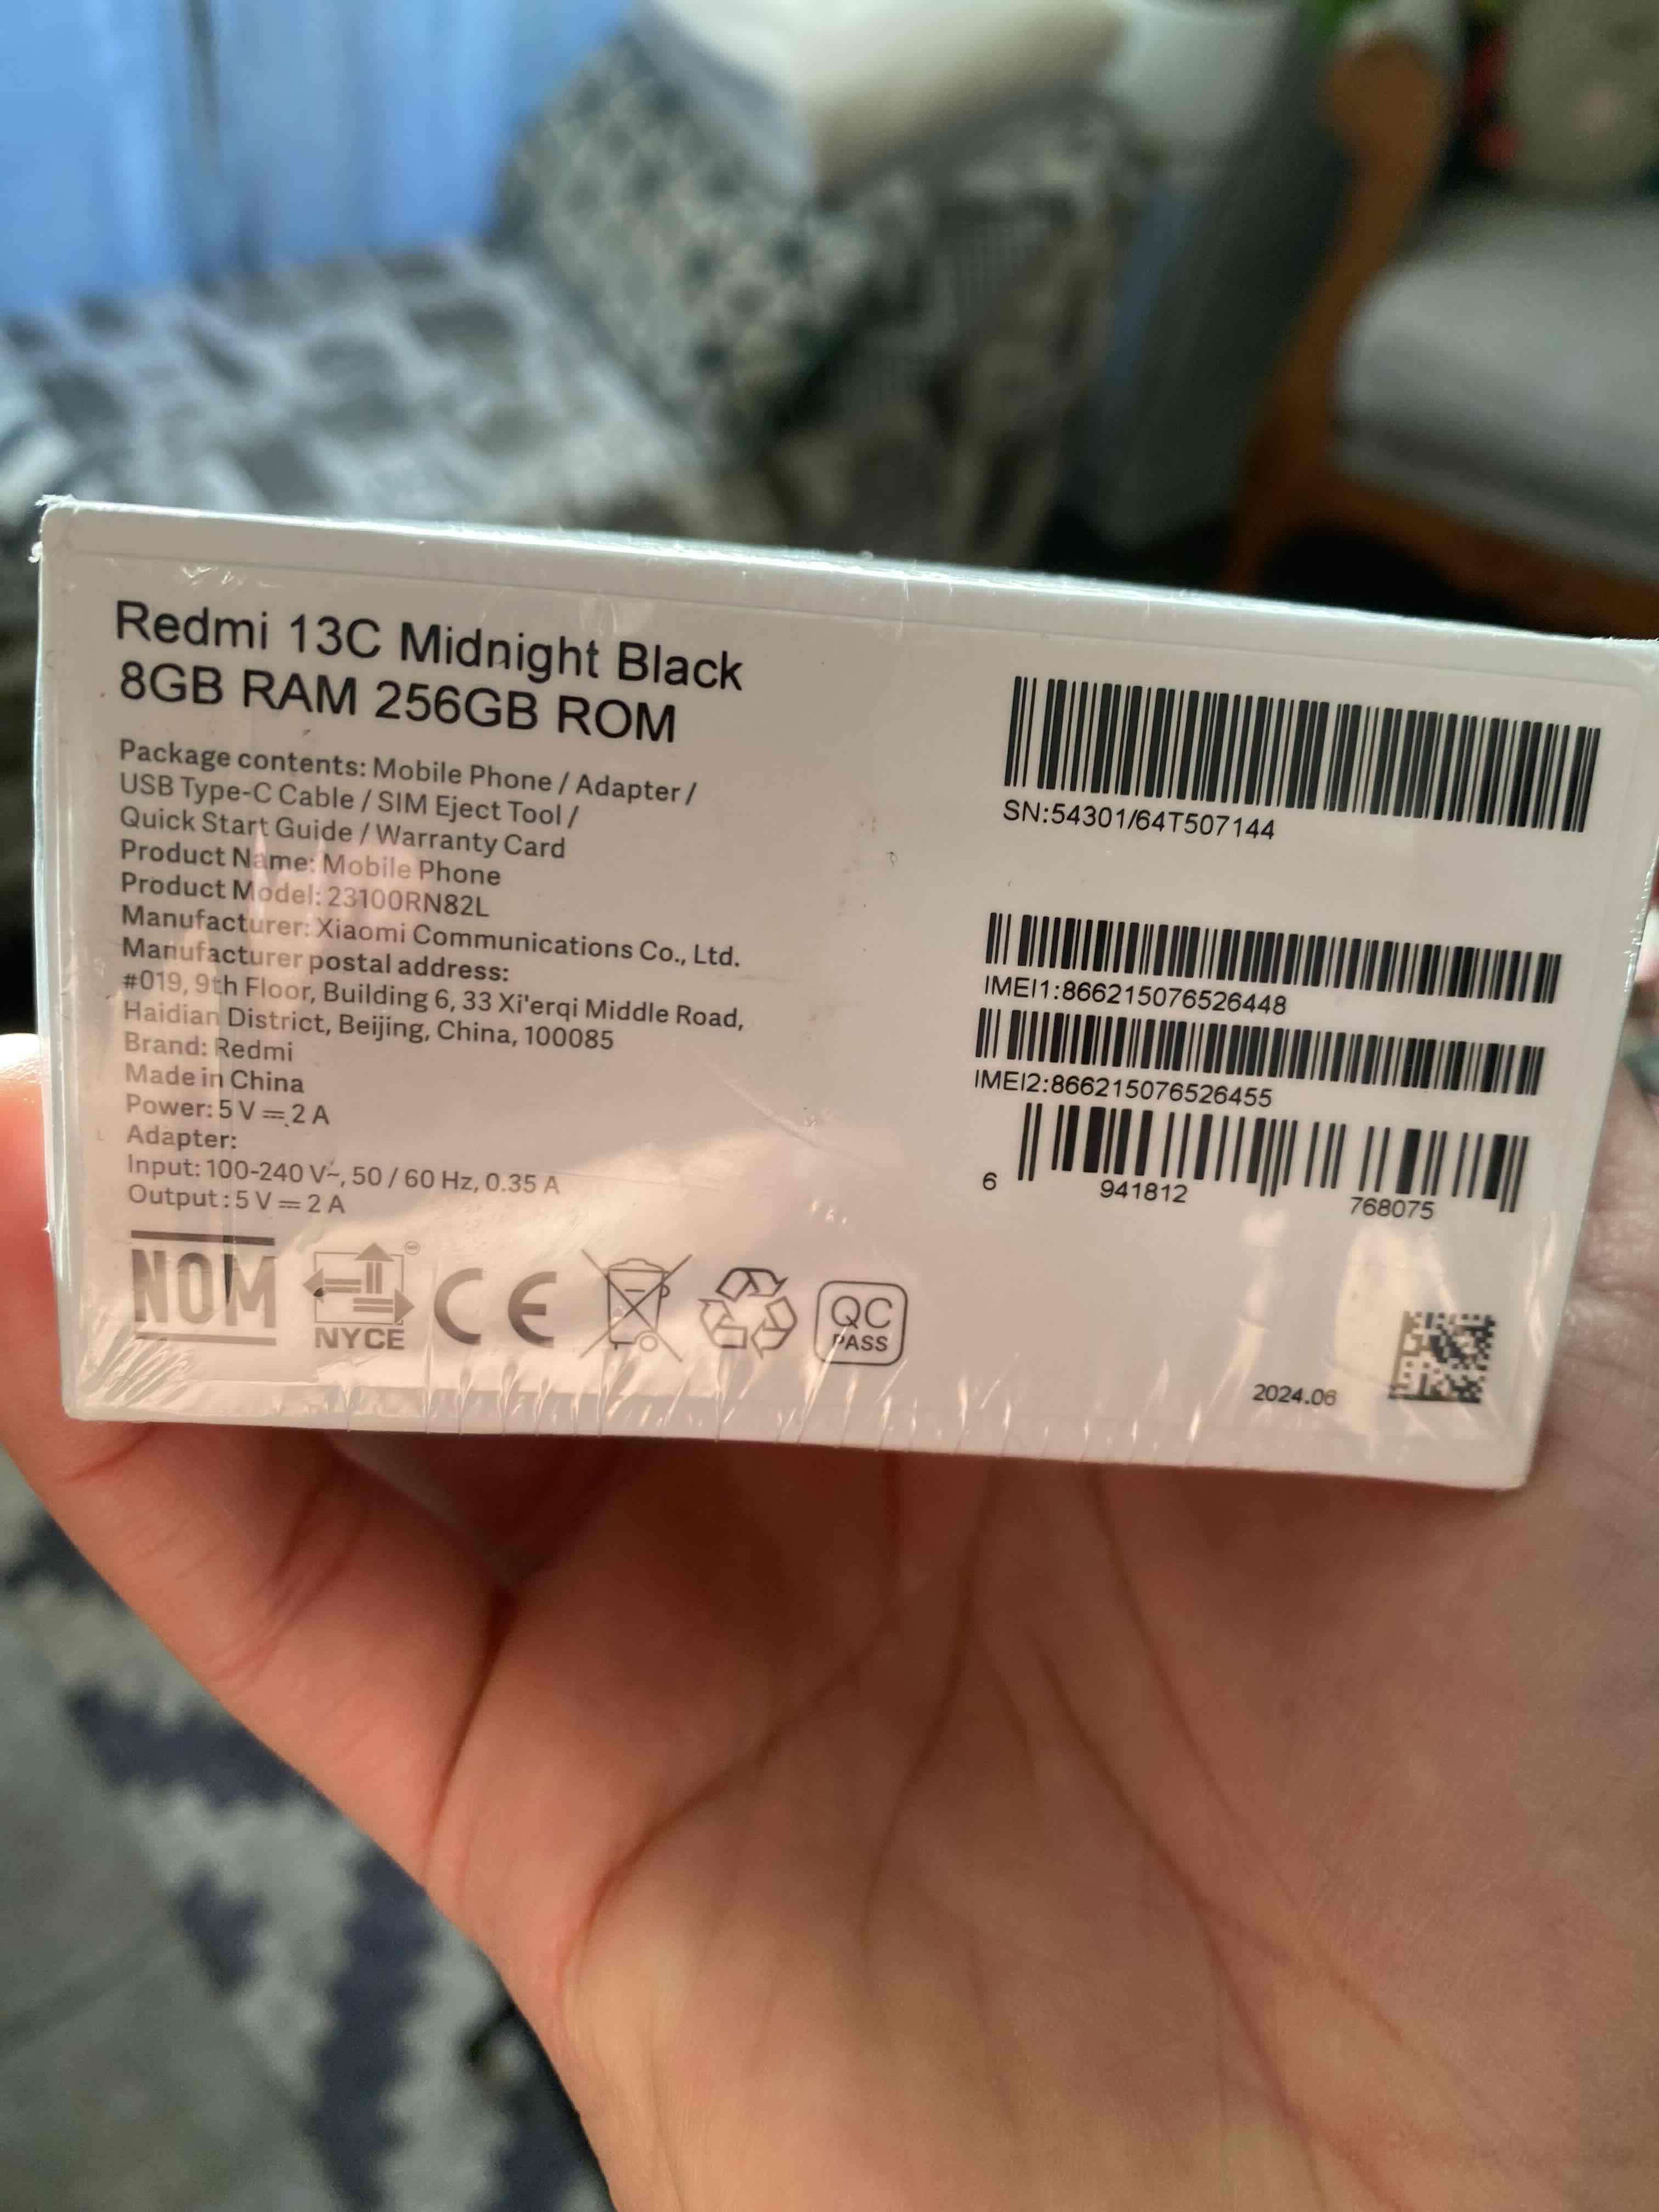 Redmi 13C Midnight Black
8GB RAM 256GB ROM
Package contents: Mobile Phone / Adapter /
USB Type-C Cable / SIM Eject Tool /
Quick Start Guide / Warranty Card
Product Name: Mobile Phone
Product Model: 23100RN82L
Manufacturer: Xiaomi Communications Co., Ltd.
Manufacturer postal address:
#019, 9th Floor, Building 6, 33 Xi'erqi Middle Road,
Haidian District, Beijing, China, 100085
Brand: Redmi
Made in China
Power: 5 V ⎓ 2 A
Adapter:
Input: 100-240 V~, 50 / 60 Hz, 0.35 A
Output: 5 V ⎓ 2 A
NOM
NYCE
CE
QC
PASS
SN:54301/64T507144
IMEI1:866215076526448
IMEI2:866215076526455
6 941812 768075
2024.06